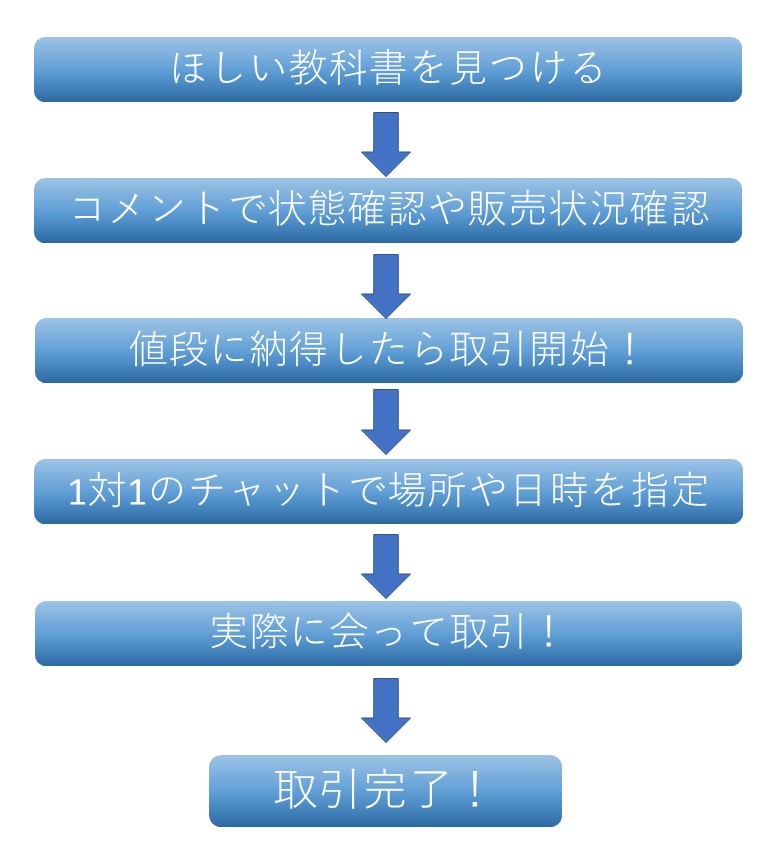 ほしい教科書を見つける
コメントで状態確認や販売状況確認
値段に納得したら取引開始！
1対1のチャットで場所や日時を指定
実際に会って取引！
取引完了！